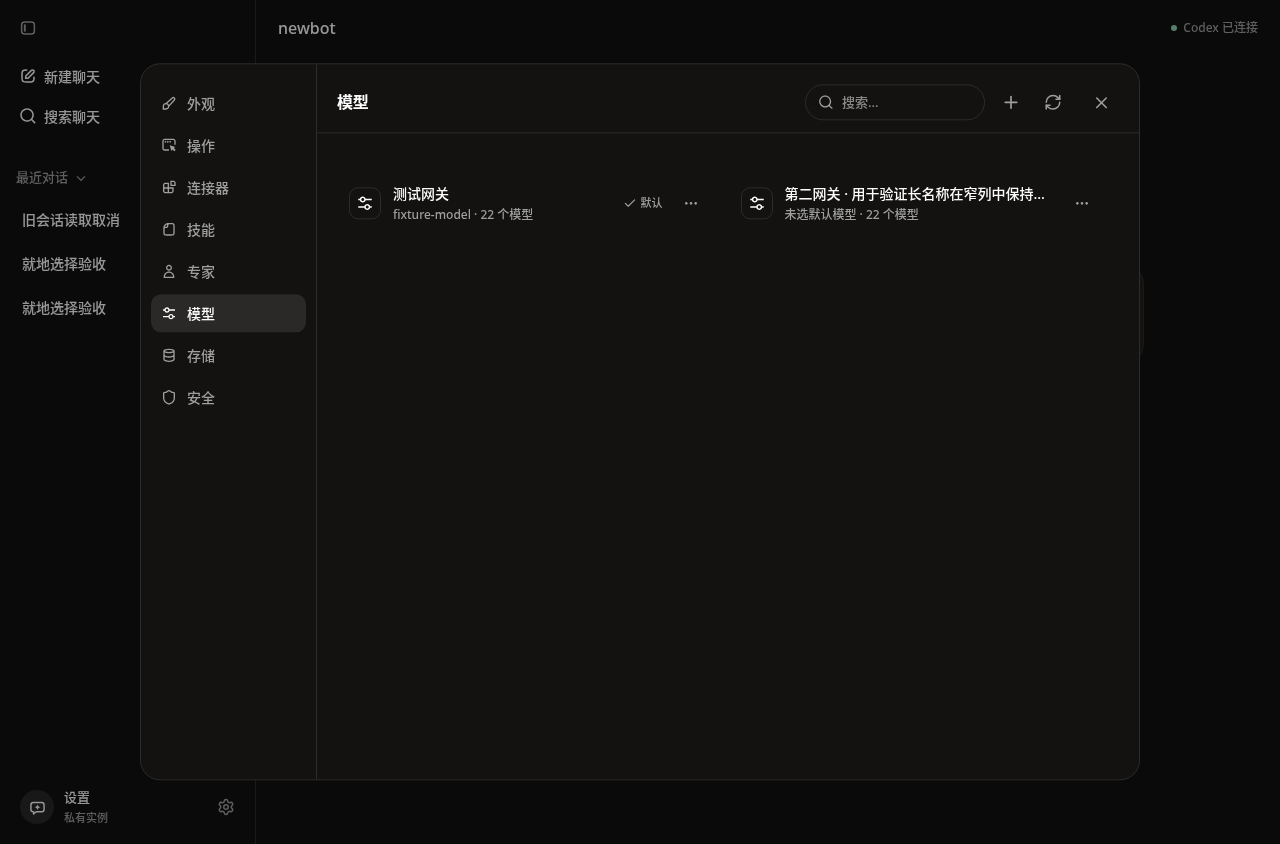 newbot
Codex 已连接
新建聊天
搜索聊天
最近对话
旧会话读取取消
就地选择验收
就地选择验收
设置
私有实例
外观
操作
连接器
技能
专家
模型
存储
安全
模型
搜索...
测试网关
fixture-model · 22 个模型
默认
第二网关 · 用于验证长名称在窄列中保持...
未选默认模型 · 22 个模型